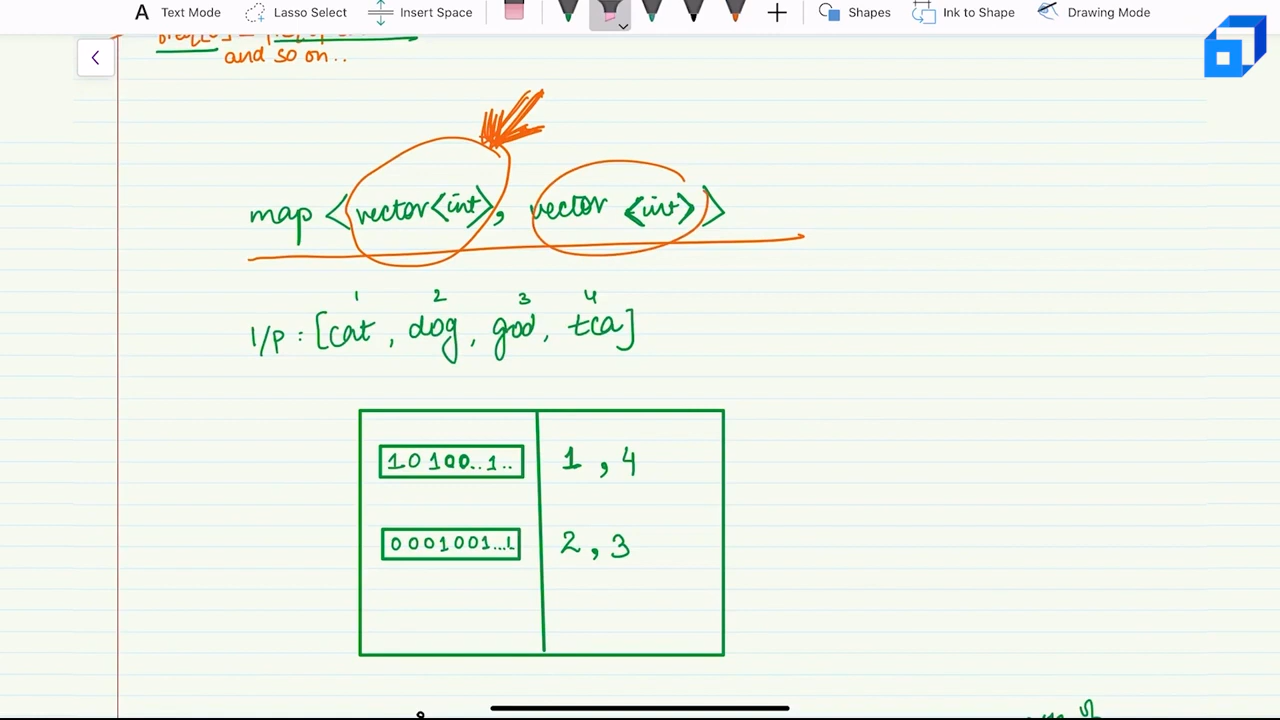 Text Mode Lasso Select Insert Space Shapes Ink to Shape Drawing Mode
and so on..
map <vector<int>, vector <int>>
1 2 3 4
I/p : [cat, dog, god, tca]
10100..1.. 1, 4
0001001...1 2, 3